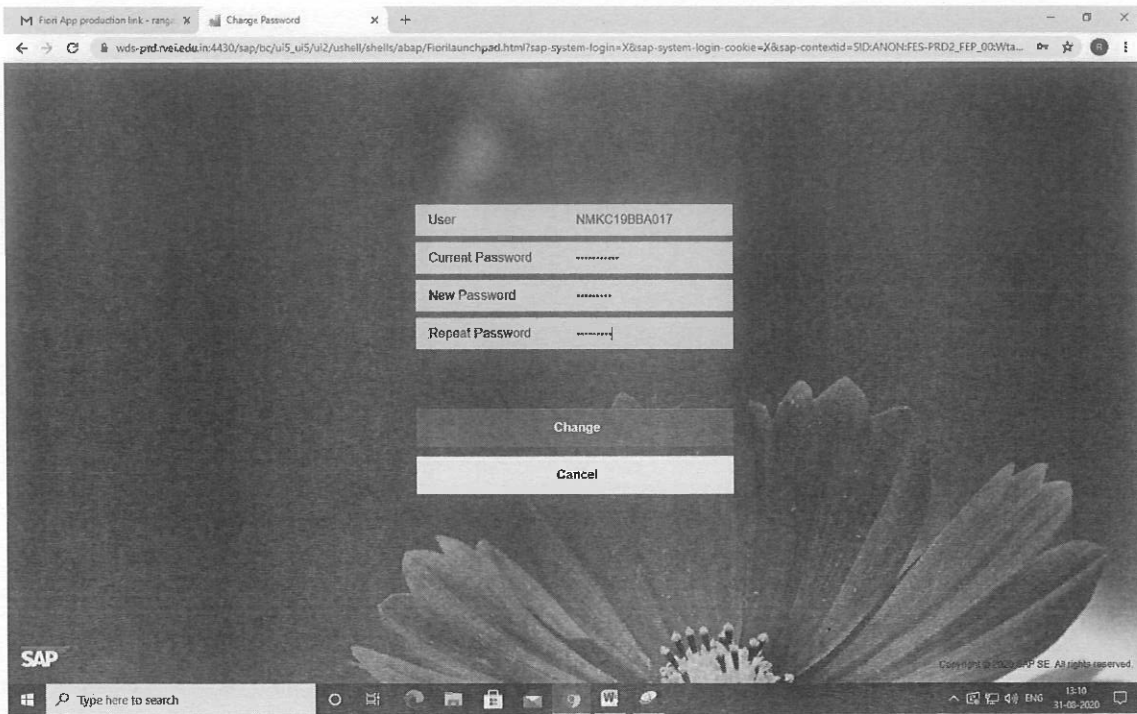 Fiori App production link - rang
Change Password
wds-prd.rvei.edu.in:4430/sap/bc/ui5_ui5/ui2/ushell/shells/abap/Fiorilaunchpad.html?sap-system-login=X&sap-system-login-cookie=X&sap-contextid=SID:ANON:FES-PRD2_FEP_00:Wta...
R
User NMKC19BBA017
Current Password
New Password
Repeat Password
Change
Cancel
SAP
Copyright © 2020 SAP SE. All rights reserved.
Type here to search
W
ENG
13:10
31-08-2020